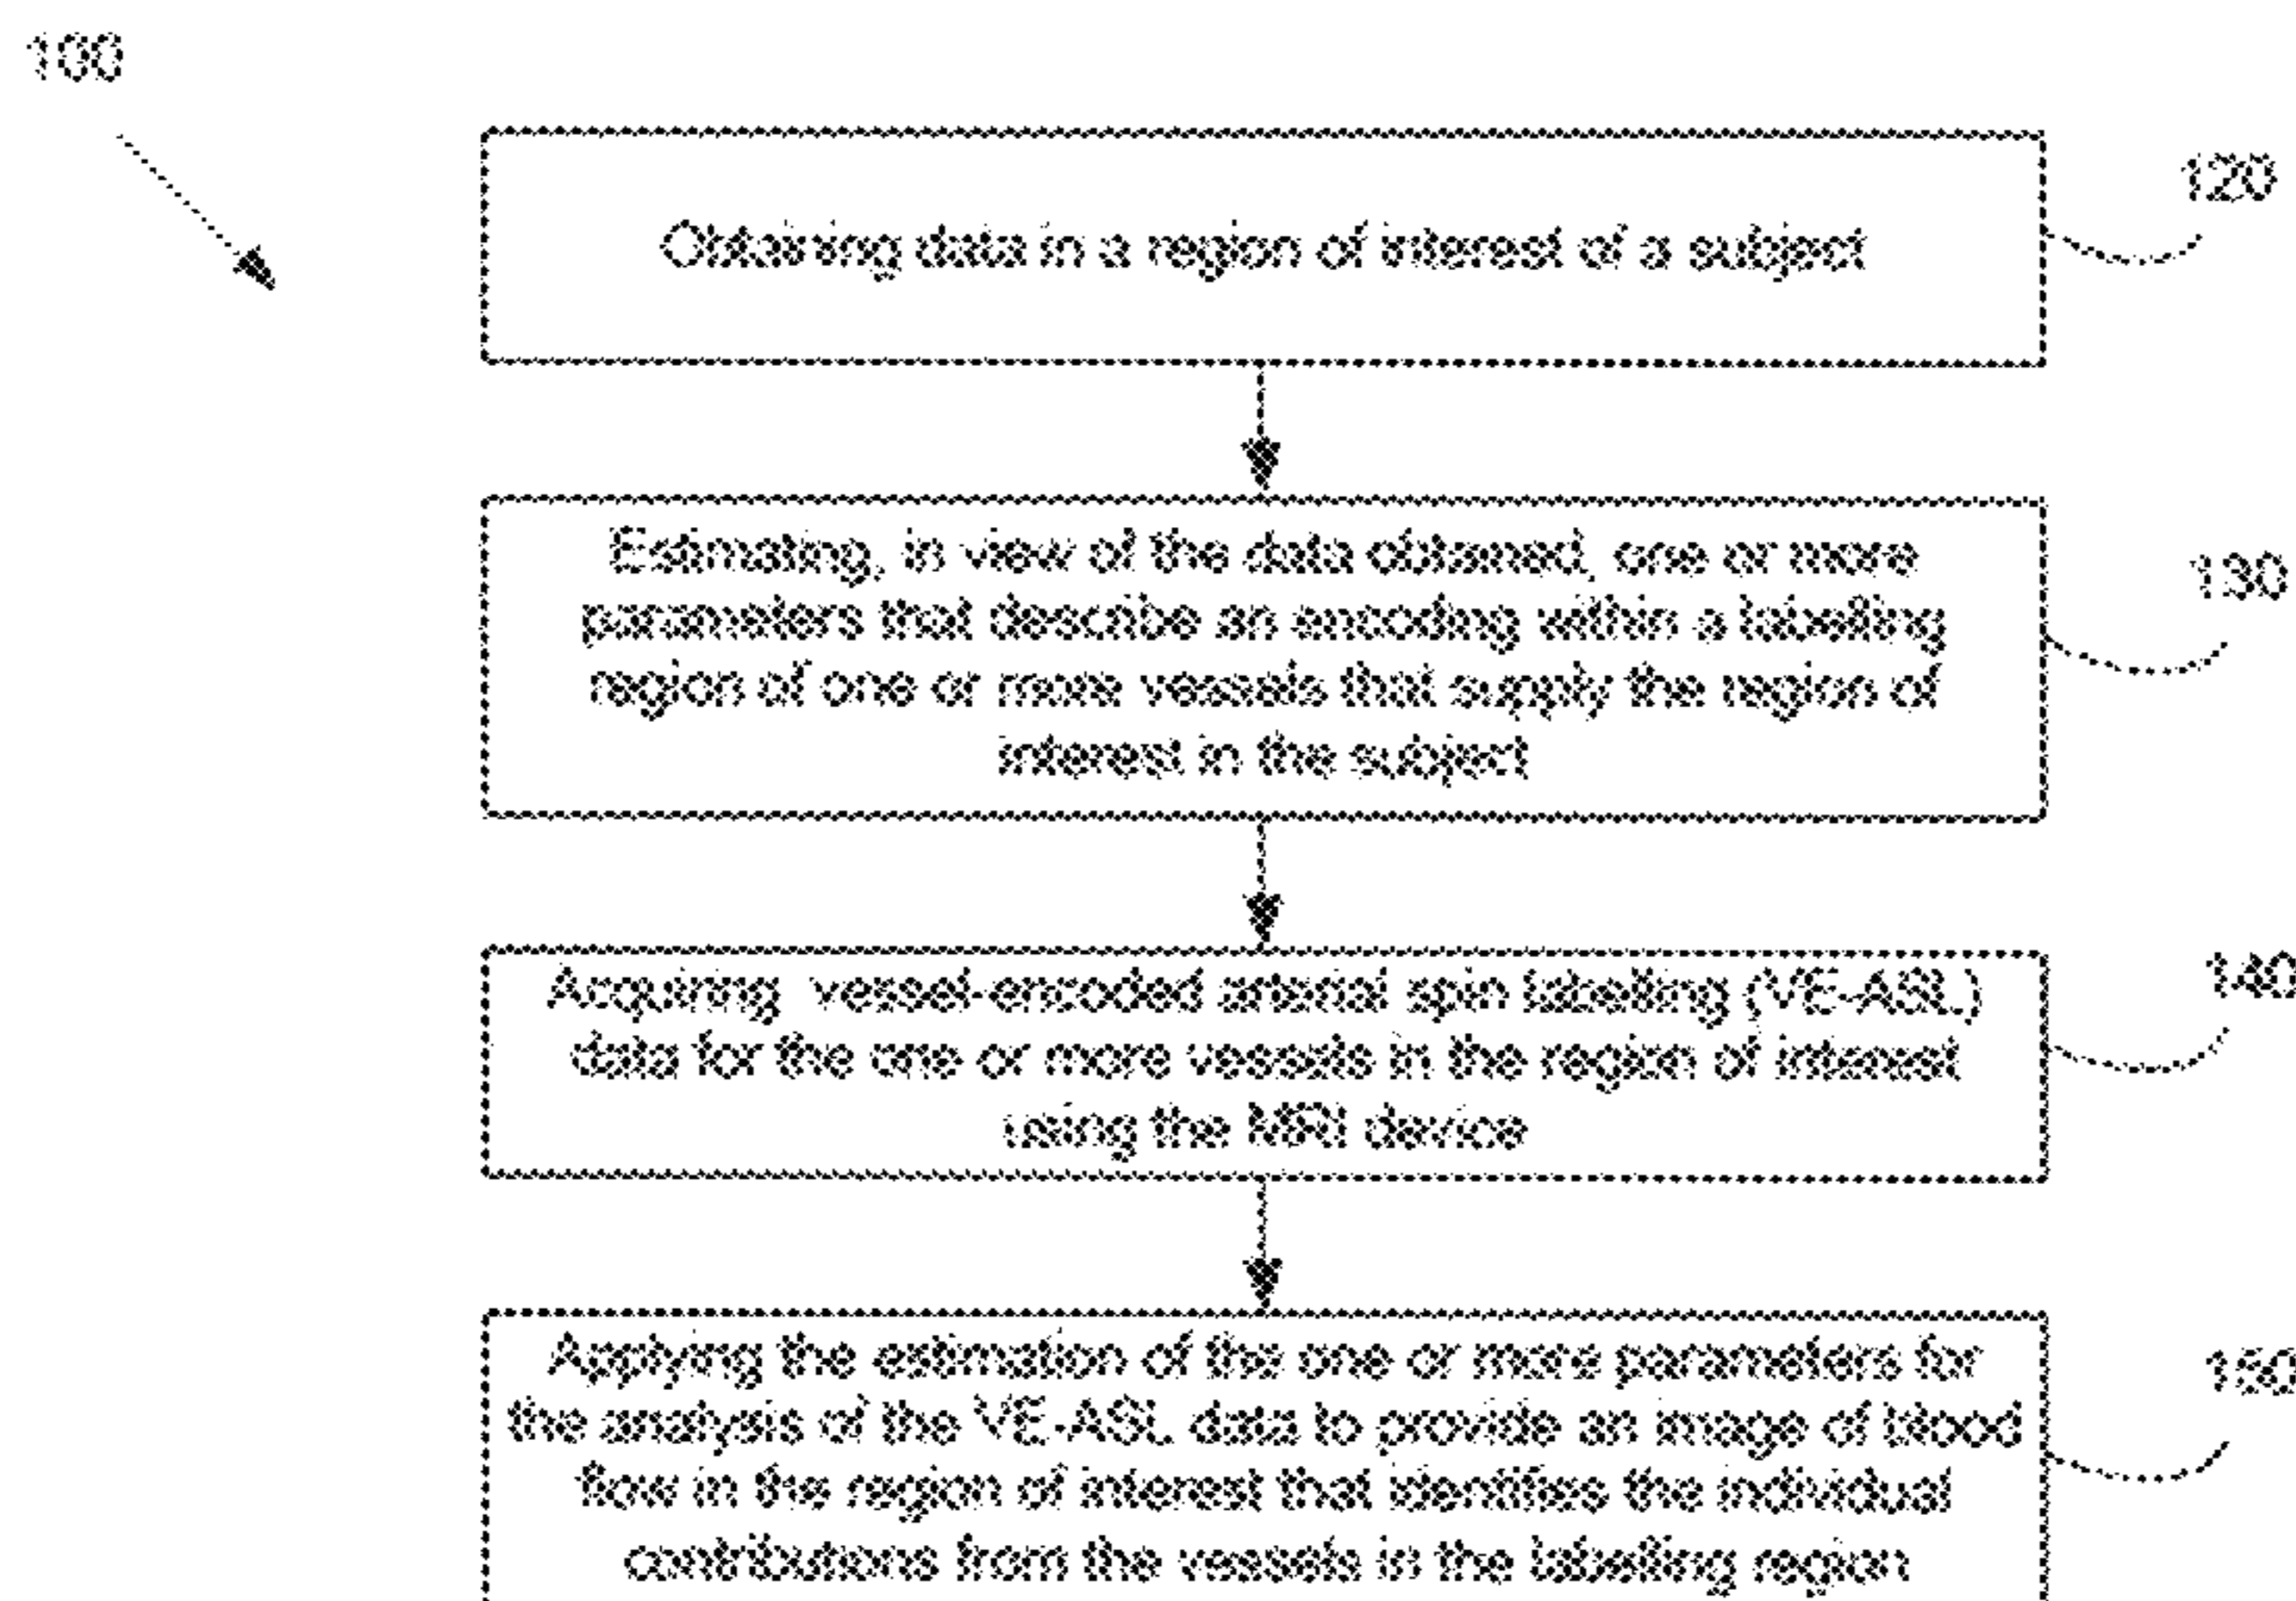 100
120
Obtaining data in a region of interest of a subject
130
Estimating, in view of the data obtained, one or more
parameters that describe an encoding within a labelling
region of one or more vessels that supply the region of
interest in the subject
140
Acquiring vessel-encoded arterial spin labelling (VE-ASL)
data for the one or more vessels in the region of interest
using the MRI device
150
Applying the estimation of the one or more parameters for
the analysis of the VE-ASL data to provide an image of blood
flow in the region of interest that identifies the individual
contributions from the vessels in the labelling region